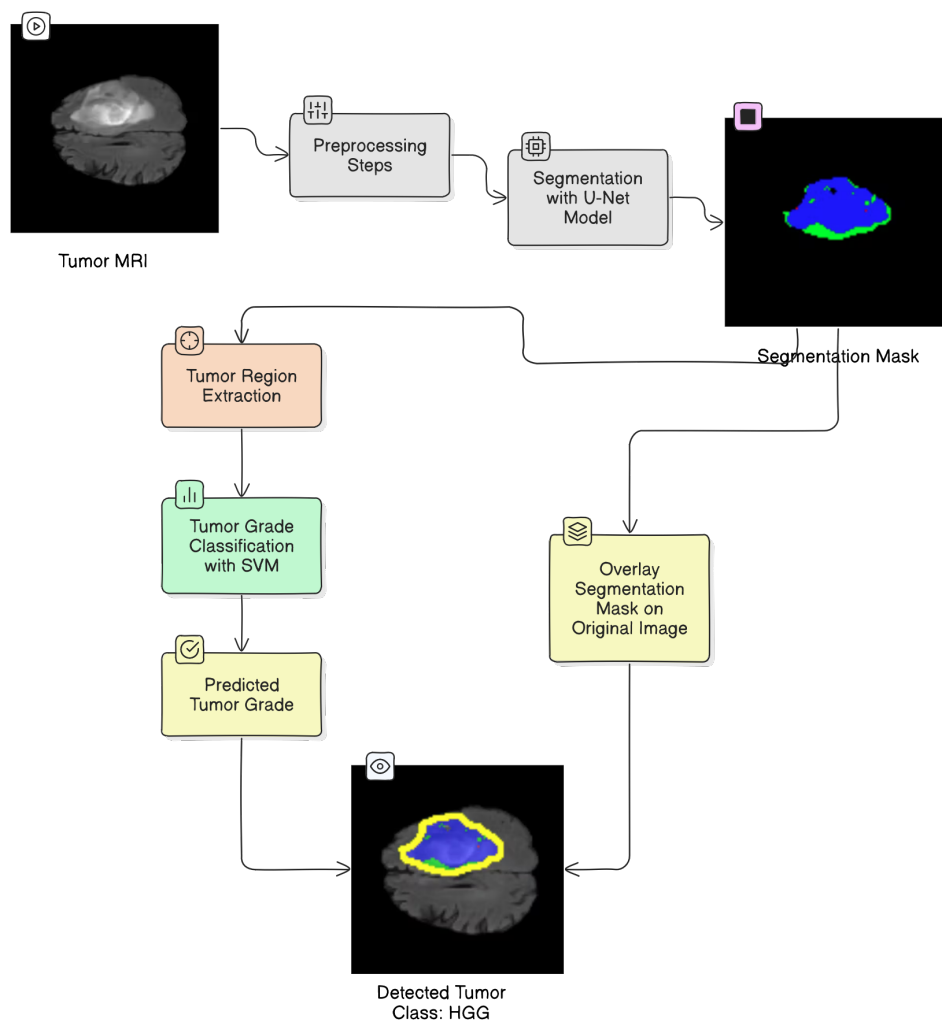 Tumor MRI
Preprocessing
Steps
Segmentation
with U-Net
Model
Segmentation Mask
Tumor Region
Extraction
Tumor Grade
Classification
with SVM
Overlay
Segmentation
Mask on
Original Image
Predicted
Tumor Grade
Detected Tumor
Class: HGG